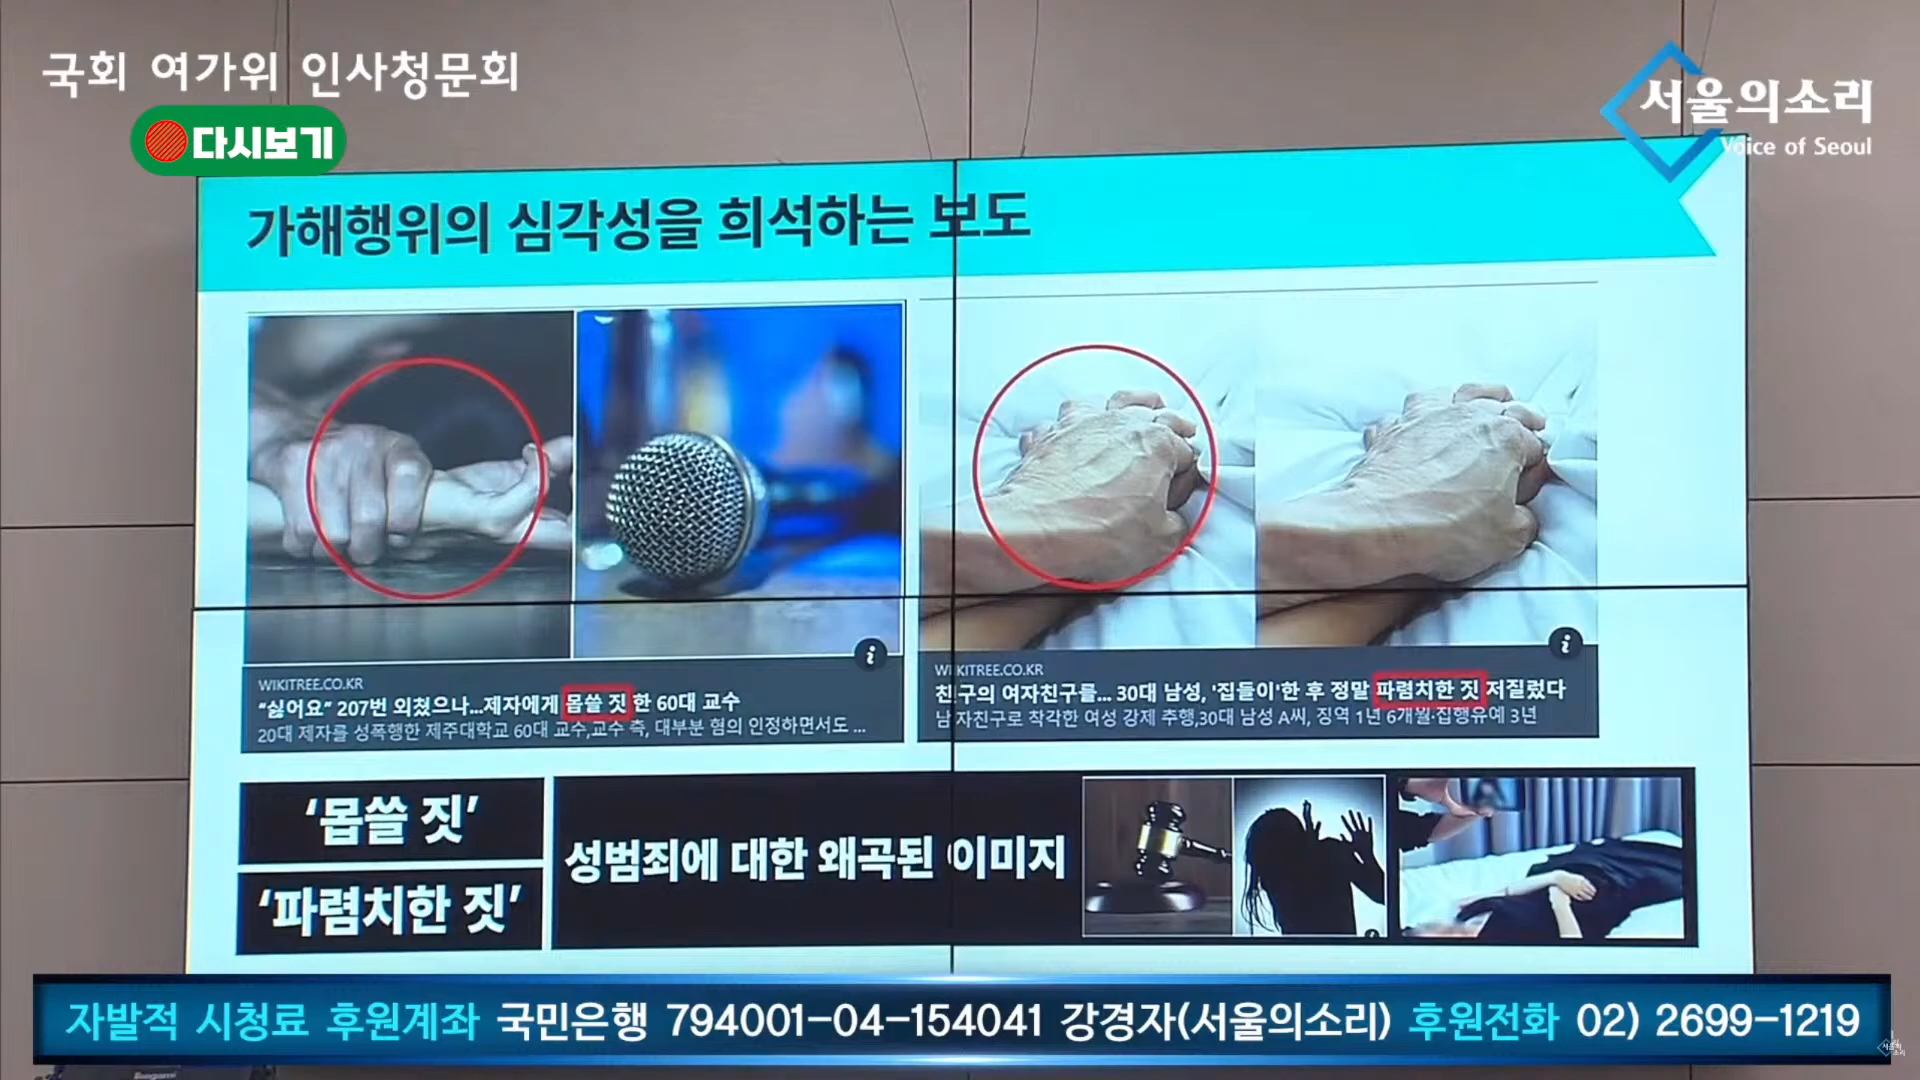 국회 여가위 인사청문회
다시보기
서울의소리
Voice of Seoul
가해행위의 심각성을 희석하는 보도
WIKITREE.CO.KR
“싫어요” 207번 외쳤으나...제자에게 몹쓸 짓 한 60대 교수
20대 제자를 성폭행한 제주대학교 60대 교수,교수 측, 대부분 혐의 인정하면서도 ...
WIKITREE.CO.KR
친구의 여자친구를... 30대 남성, '집들이'한 후 정말 파렴치한 짓 저질렀다
남자친구로 착각한 여성 강제 추행,30대 남성 A씨, 징역 1년 6개월·집행유예 3년
‘몹쓸 짓’
‘파렴치한 짓’
성범죄에 대한 왜곡된 이미지
자발적 시청료 후원계좌 국민은행 794001-04-154041 강경자(서울의소리) 후원전화 02) 2699-1219